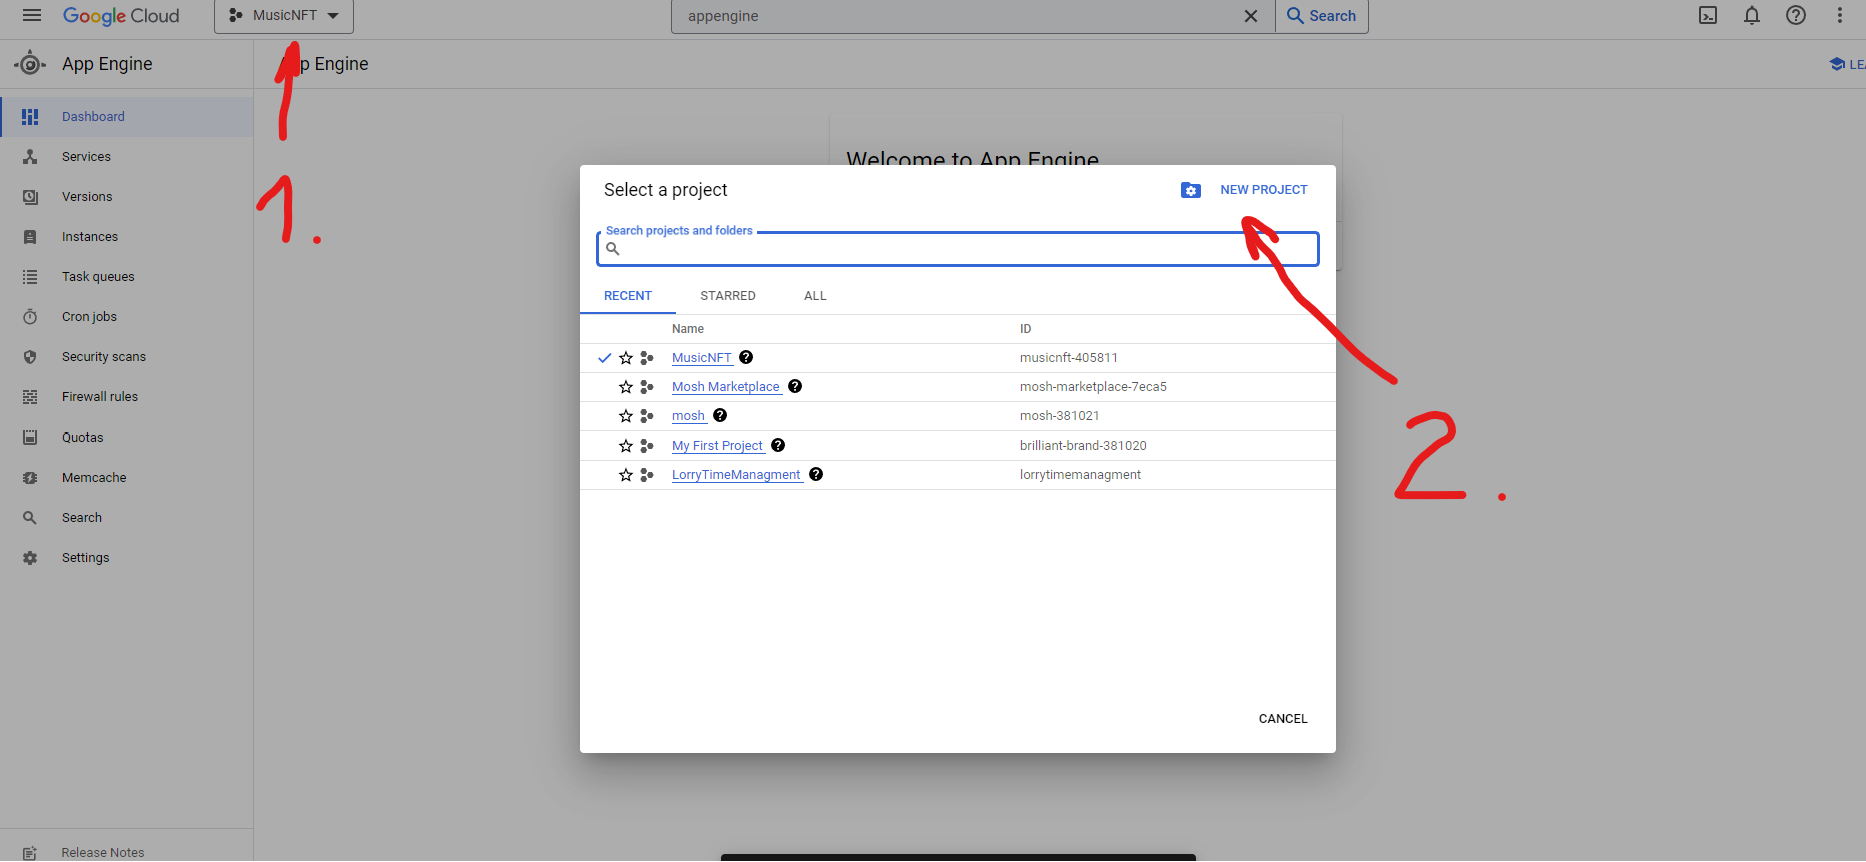 Google Cloud
MusicNFT
appengine
Search
App Engine
p Engine
LEA
Dashboard
Services
Versions
Instances
Task queues
Cron jobs
Security scans
Firewall rules
Quotas
Memcache
Search
Settings
Release Notes
1.
Welcome to App Engine
Select a project
NEW PROJECT
Search projects and folders
RECENT STARRED ALL
Name ID
MusicNFT musicnft-405811
Mosh Marketplace mosh-marketplace-7eca5
mosh mosh-381021
My First Project brilliant-brand-381020
LorryTimeManagment lorrytimemanagment
CANCEL
2.